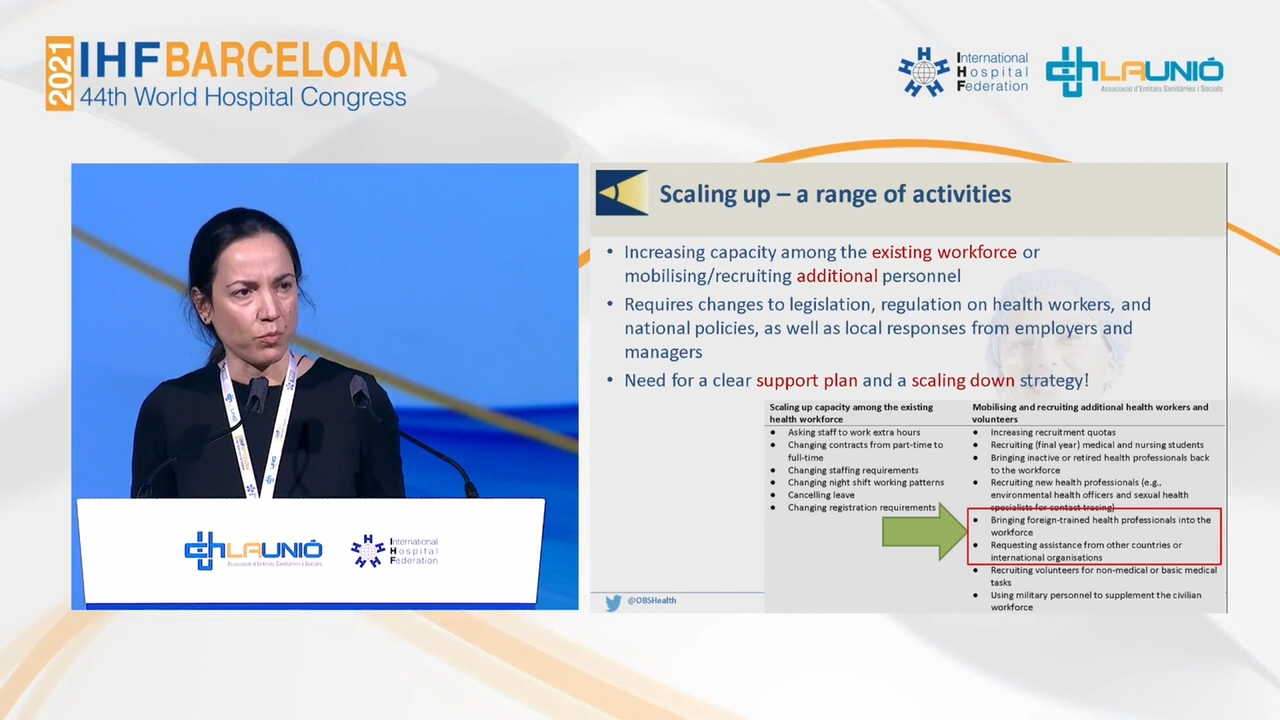 2021
IHF BARCELONA
44th World Hospital Congress
International
Hospital
Federation
LAUNIÓ
Associació d'Entitats Sanitàries i Socials
Scaling up – a range of activities
• Increasing capacity among the existing workforce or
mobilising/recruiting additional personnel
• Requires changes to legislation, regulation on health workers, and
national policies, as well as local responses from employers and
managers
• Need for a clear support plan and a scaling down strategy!
Scaling up capacity among the existing
health workforce
● Asking staff to work extra hours
● Changing contracts from part-time to
full-time
● Changing staffing requirements
● Changing night shift working patterns
● Cancelling leave
● Changing registration requirements
Mobilising and recruiting additional health workers and
volunteers
● Increasing recruitment quotas
● Recruiting (final year) medical and nursing students
● Bringing inactive or retired health professionals back
to the workforce
● Recruiting new health professionals (e.g.,
environmental health officers and sexual health
specialists for contact tracing)
● Bringing foreign-trained health professionals into the
workforce
● Requesting assistance from other countries or
international organisations
● Recruiting volunteers for non-medical or basic medical
tasks
● Using military personnel to supplement the civilian
workforce
@OBSHealth
LAUNIÓ
Associació d'Entitats Sanitàries i Socials
International
Hospital
Federation